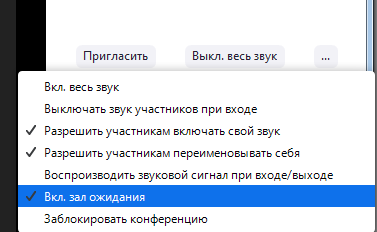 Пригласить Выкл. весь звук ...
Вкл. весь звук
Выключать звук участников при входе
Разрешить участникам включать свой звук
Разрешить участникам переименовывать себя
Воспроизводить звуковой сигнал при входе/выходе
Вкл. зал ожидания
Заблокировать конференцию